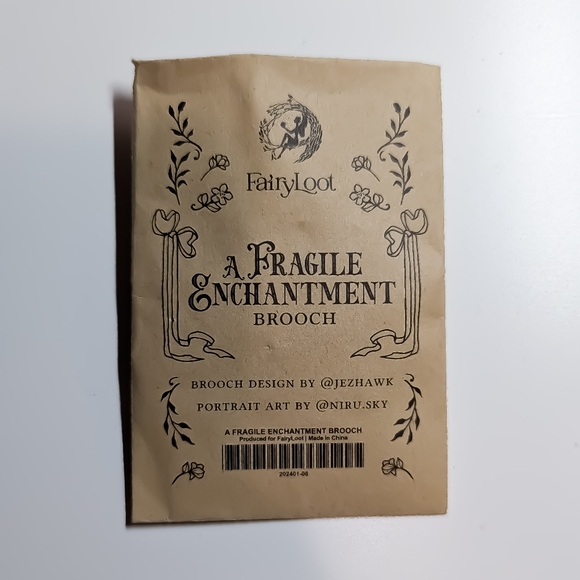 FairyLoot
A Fragile
Enchantment
BROOCH
BROOCH DESIGN BY @JEZHAWK
PORTRAIT ART BY @NIRU.SKY
A FRAGILE ENCHANTMENT BROOCH
Produced for FairyLoot | Made in China
202401-08